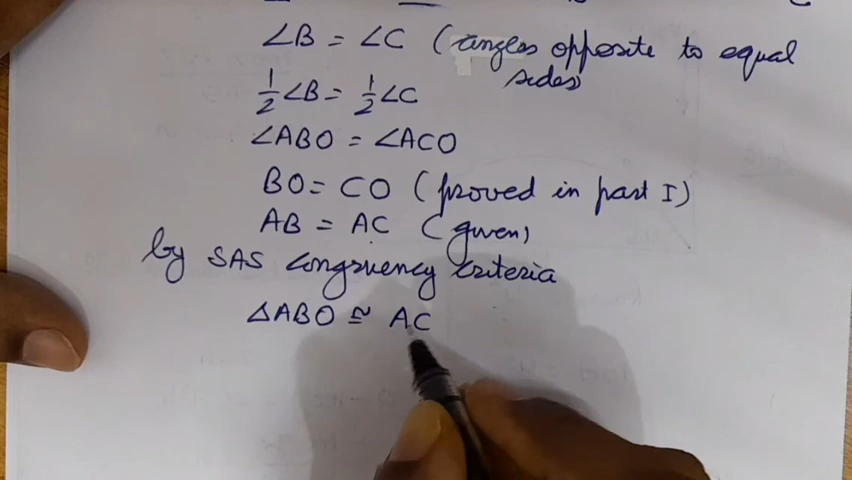 ∠B = ∠C (angles opposite to equal
sides)
1/2 ∠B = 1/2 ∠C
∠ABO = ∠ACO
BO = CO (proved in part I)
AB = AC (given)
by SAS congruency criteria
△ABO ≅ AC